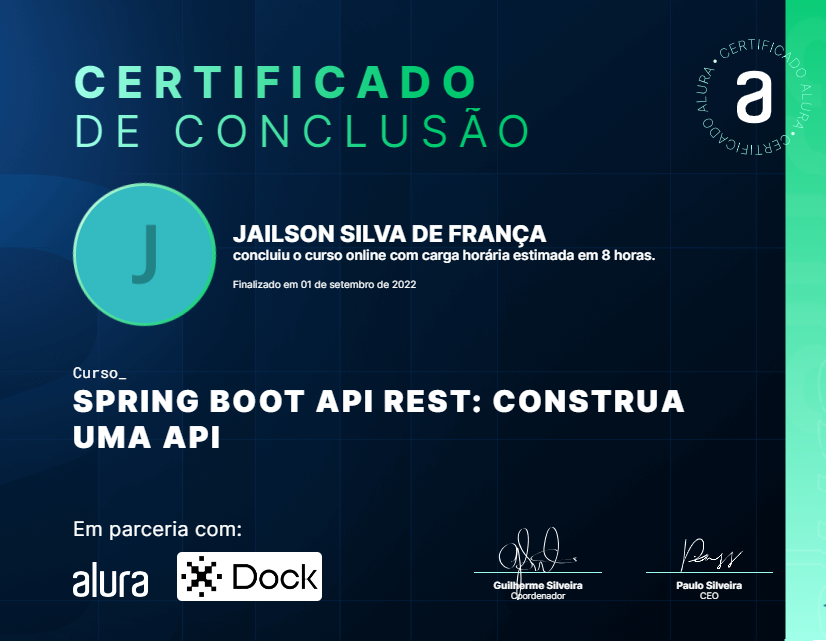 CERTIFICADO
DE CONCLUSÃO
CERTIFICADO ALURA • CERTIFICADO ALURA •
a
J
JAILSON SILVA DE FRANÇA
concluiu o curso online com carga horária estimada em 8 horas.
Finalizado em 01 de setembro de 2022
Curso_
SPRING BOOT API REST: CONSTRUA
UMA API
Em parceria com:
alura
Dock
Guilherme Silveira
Coordenador
Paulo Silveira
CEO